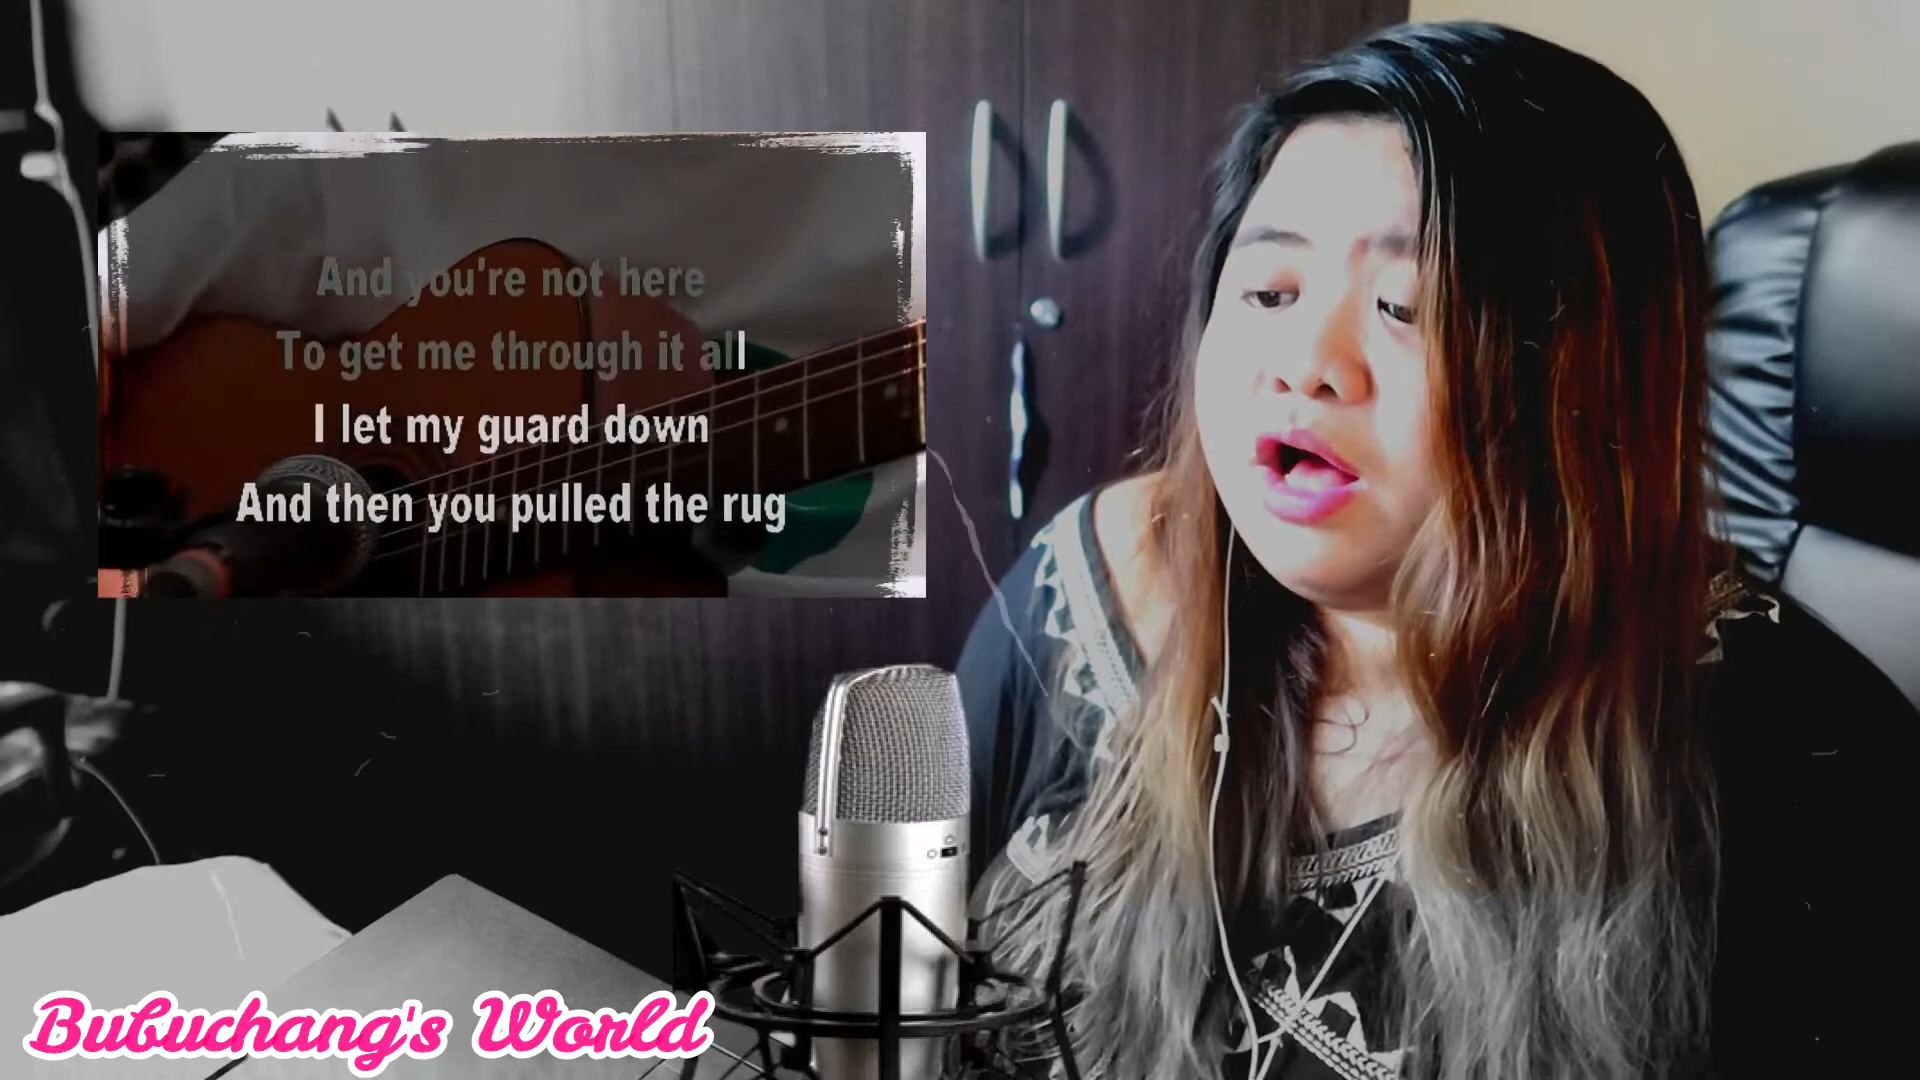 And you're not here
To get me through it all
I let my guard down
And then you pulled the rug
Bubuchang's World